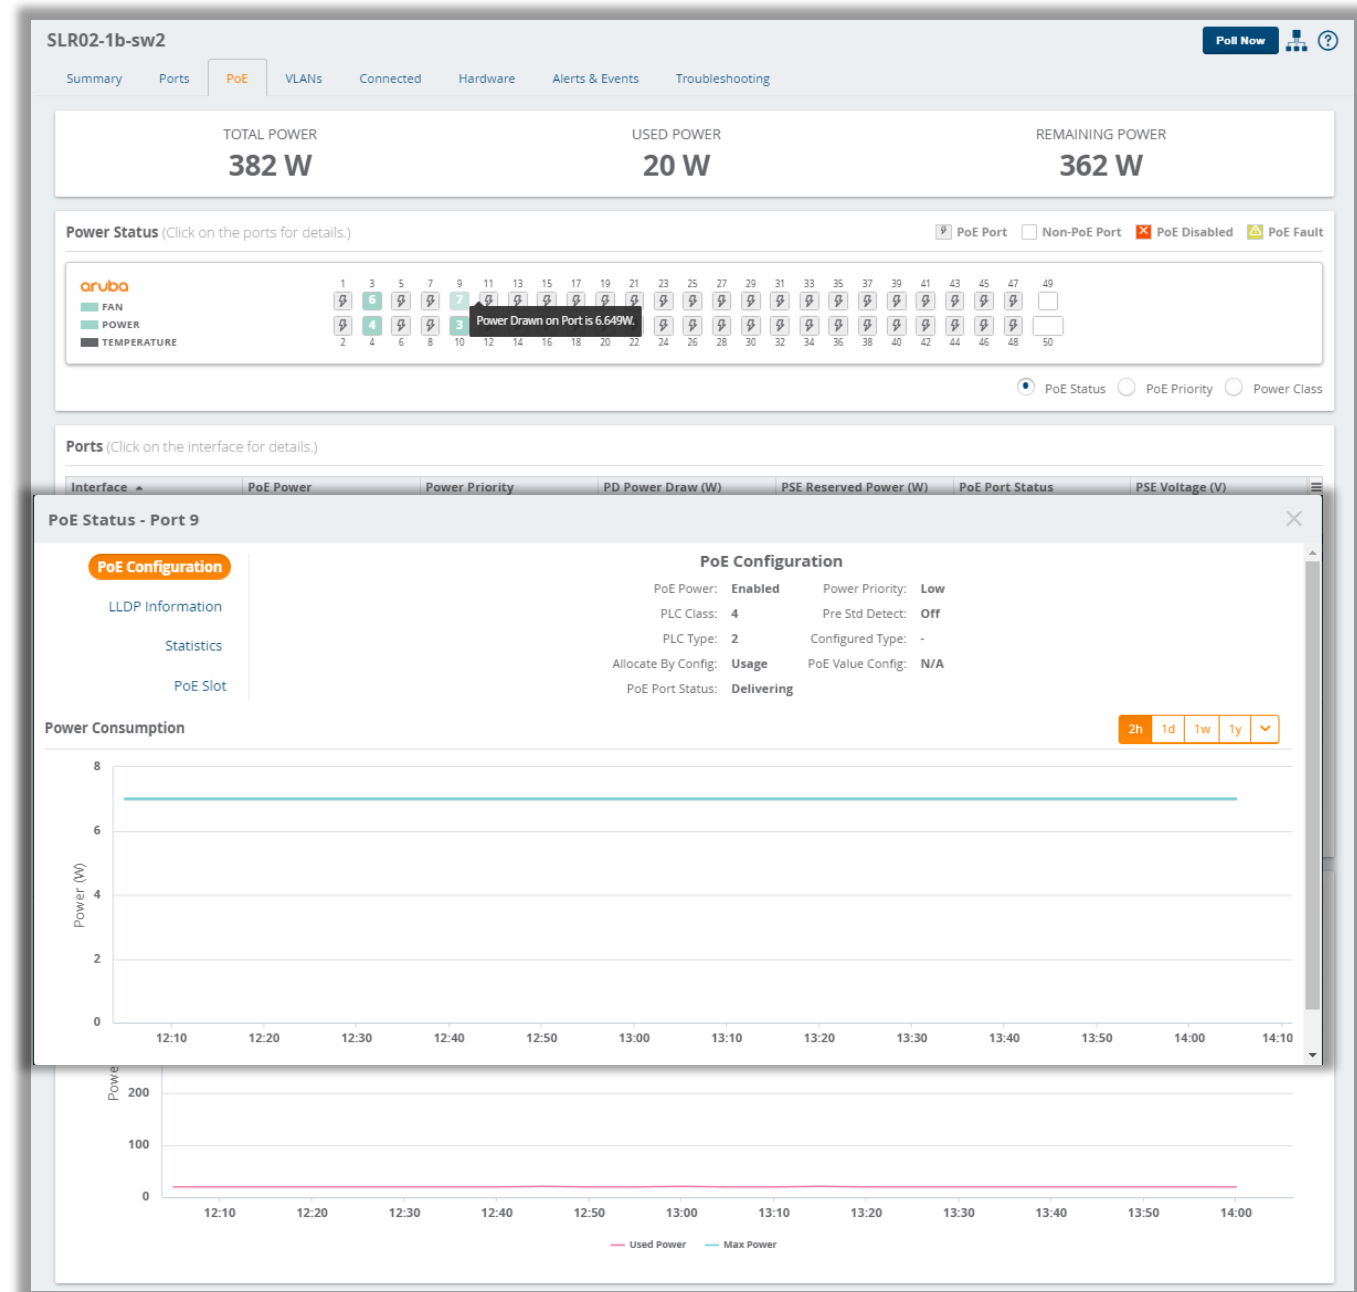 SLR02-1b-sw2
Poll Now
Summary Ports PoE VLANs Connected Hardware Alerts & Events Troubleshooting
TOTAL POWER USED POWER REMAINING POWER
382 W 20 W 362 W
Power Status (Click on the ports for details.)
PoE Port Non-PoE Port PoE Disabled PoE Fault
aruba
FAN
POWER
TEMPERATURE
1 3 5 7 9 11 13 15 17 19 21 23 25 27 29 31 33 35 37 39 41 43 45 47 49
6 7
Power Drawn on Port is 6.649W.
4 3
2 4 6 8 10 12 14 16 18 20 22 24 26 28 30 32 34 36 38 40 42 44 46 48 50
PoE Status PoE Priority Power Class
Ports (Click on the interface for details.)
Interface PoE Power Power Priority PD Power Draw (W) PSE Reserved Power (W) PoE Port Status PSE Voltage (V)
PoE Status - Port 9
PoE Configuration
LLDP Information
Statistics
PoE Slot
PoE Configuration
PoE Power: Enabled Power Priority: Low
PLC Class: 4 Pre Std Detect: Off
PLC Type: 2 Configured Type: -
Allocate By Config: Usage PoE Value Config: N/A
PoE Port Status: Delivering
Power Consumption
2h 1d 1w 1y
8
6
4
2
0
Power (W)
12:10 12:20 12:30 12:40 12:50 13:00 13:10 13:20 13:30 13:40 13:50 14:00 14:10
Power
200
100
0
12:10 12:20 12:30 12:40 12:50 13:00 13:10 13:20 13:30 13:40 13:50 14:00
Used Power Max Power